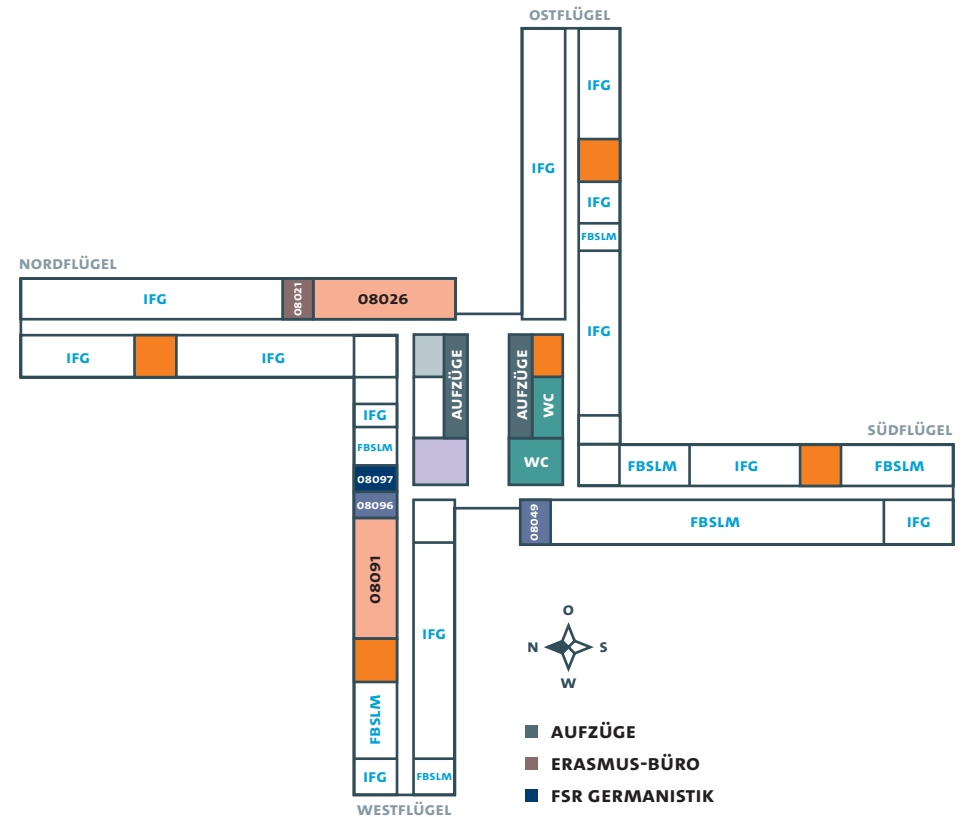 OSTFLÜGEL
IFG
IFG
IFG
FBSLM
IFG
NORDFLÜGEL
IFG
08021
08026
IFG
IFG
AUFZÜGE
AUFZÜGE
WC
WC
IFG
FBSLM
08097
08096
08091
FBSLM
IFG
IFG
FBSLM
WESTFLÜGEL
SÜDFLÜGEL
FBSLM
IFG
FBSLM
08049
FBSLM
IFG
O
N
S
W
AUFZÜGE
ERASMUS-BÜRO
FSR GERMANISTIK